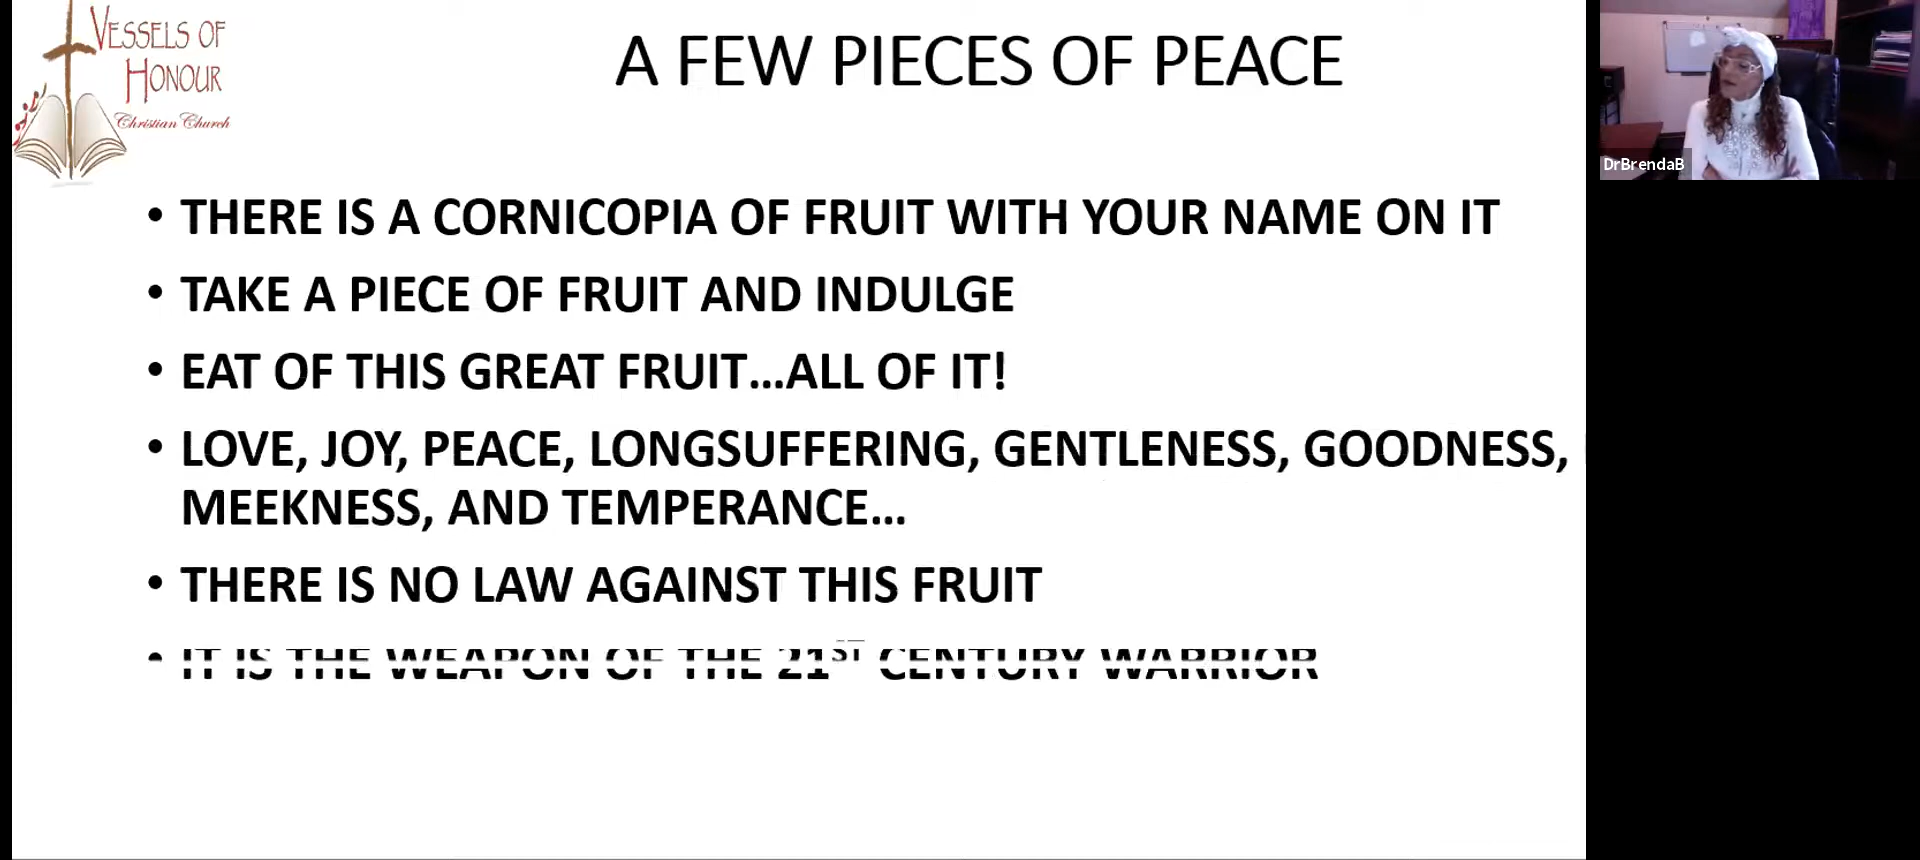 VESSELS OF
HONOUR
Christian Church
A FEW PIECES OF PEACE
DrBrendaB
• THERE IS A CORNICOPIA OF FRUIT WITH YOUR NAME ON IT
• TAKE A PIECE OF FRUIT AND INDULGE
• EAT OF THIS GREAT FRUIT...ALL OF IT!
• LOVE, JOY, PEACE, LONGSUFFERING, GENTLENESS, GOODNESS,
MEEKNESS, AND TEMPERANCE...
• THERE IS NO LAW AGAINST THIS FRUIT
• IT IS THE WEAPON OF THE 21ST CENTURY WARRIOR